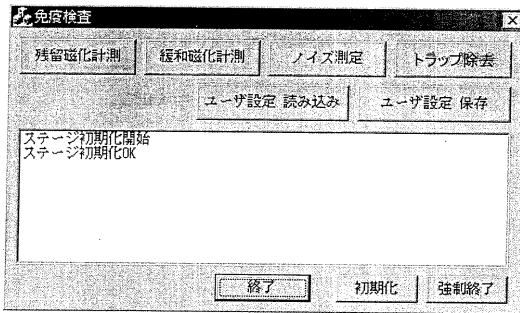 免疫検査
残留磁化計測 緩和磁化計測 ノイズ測定 トラップ除去
ユーザ設定 読み込み ユーザ設定 保存
ステージ初期化開始
ステージ初期化OK
終了 初期化 強制終了